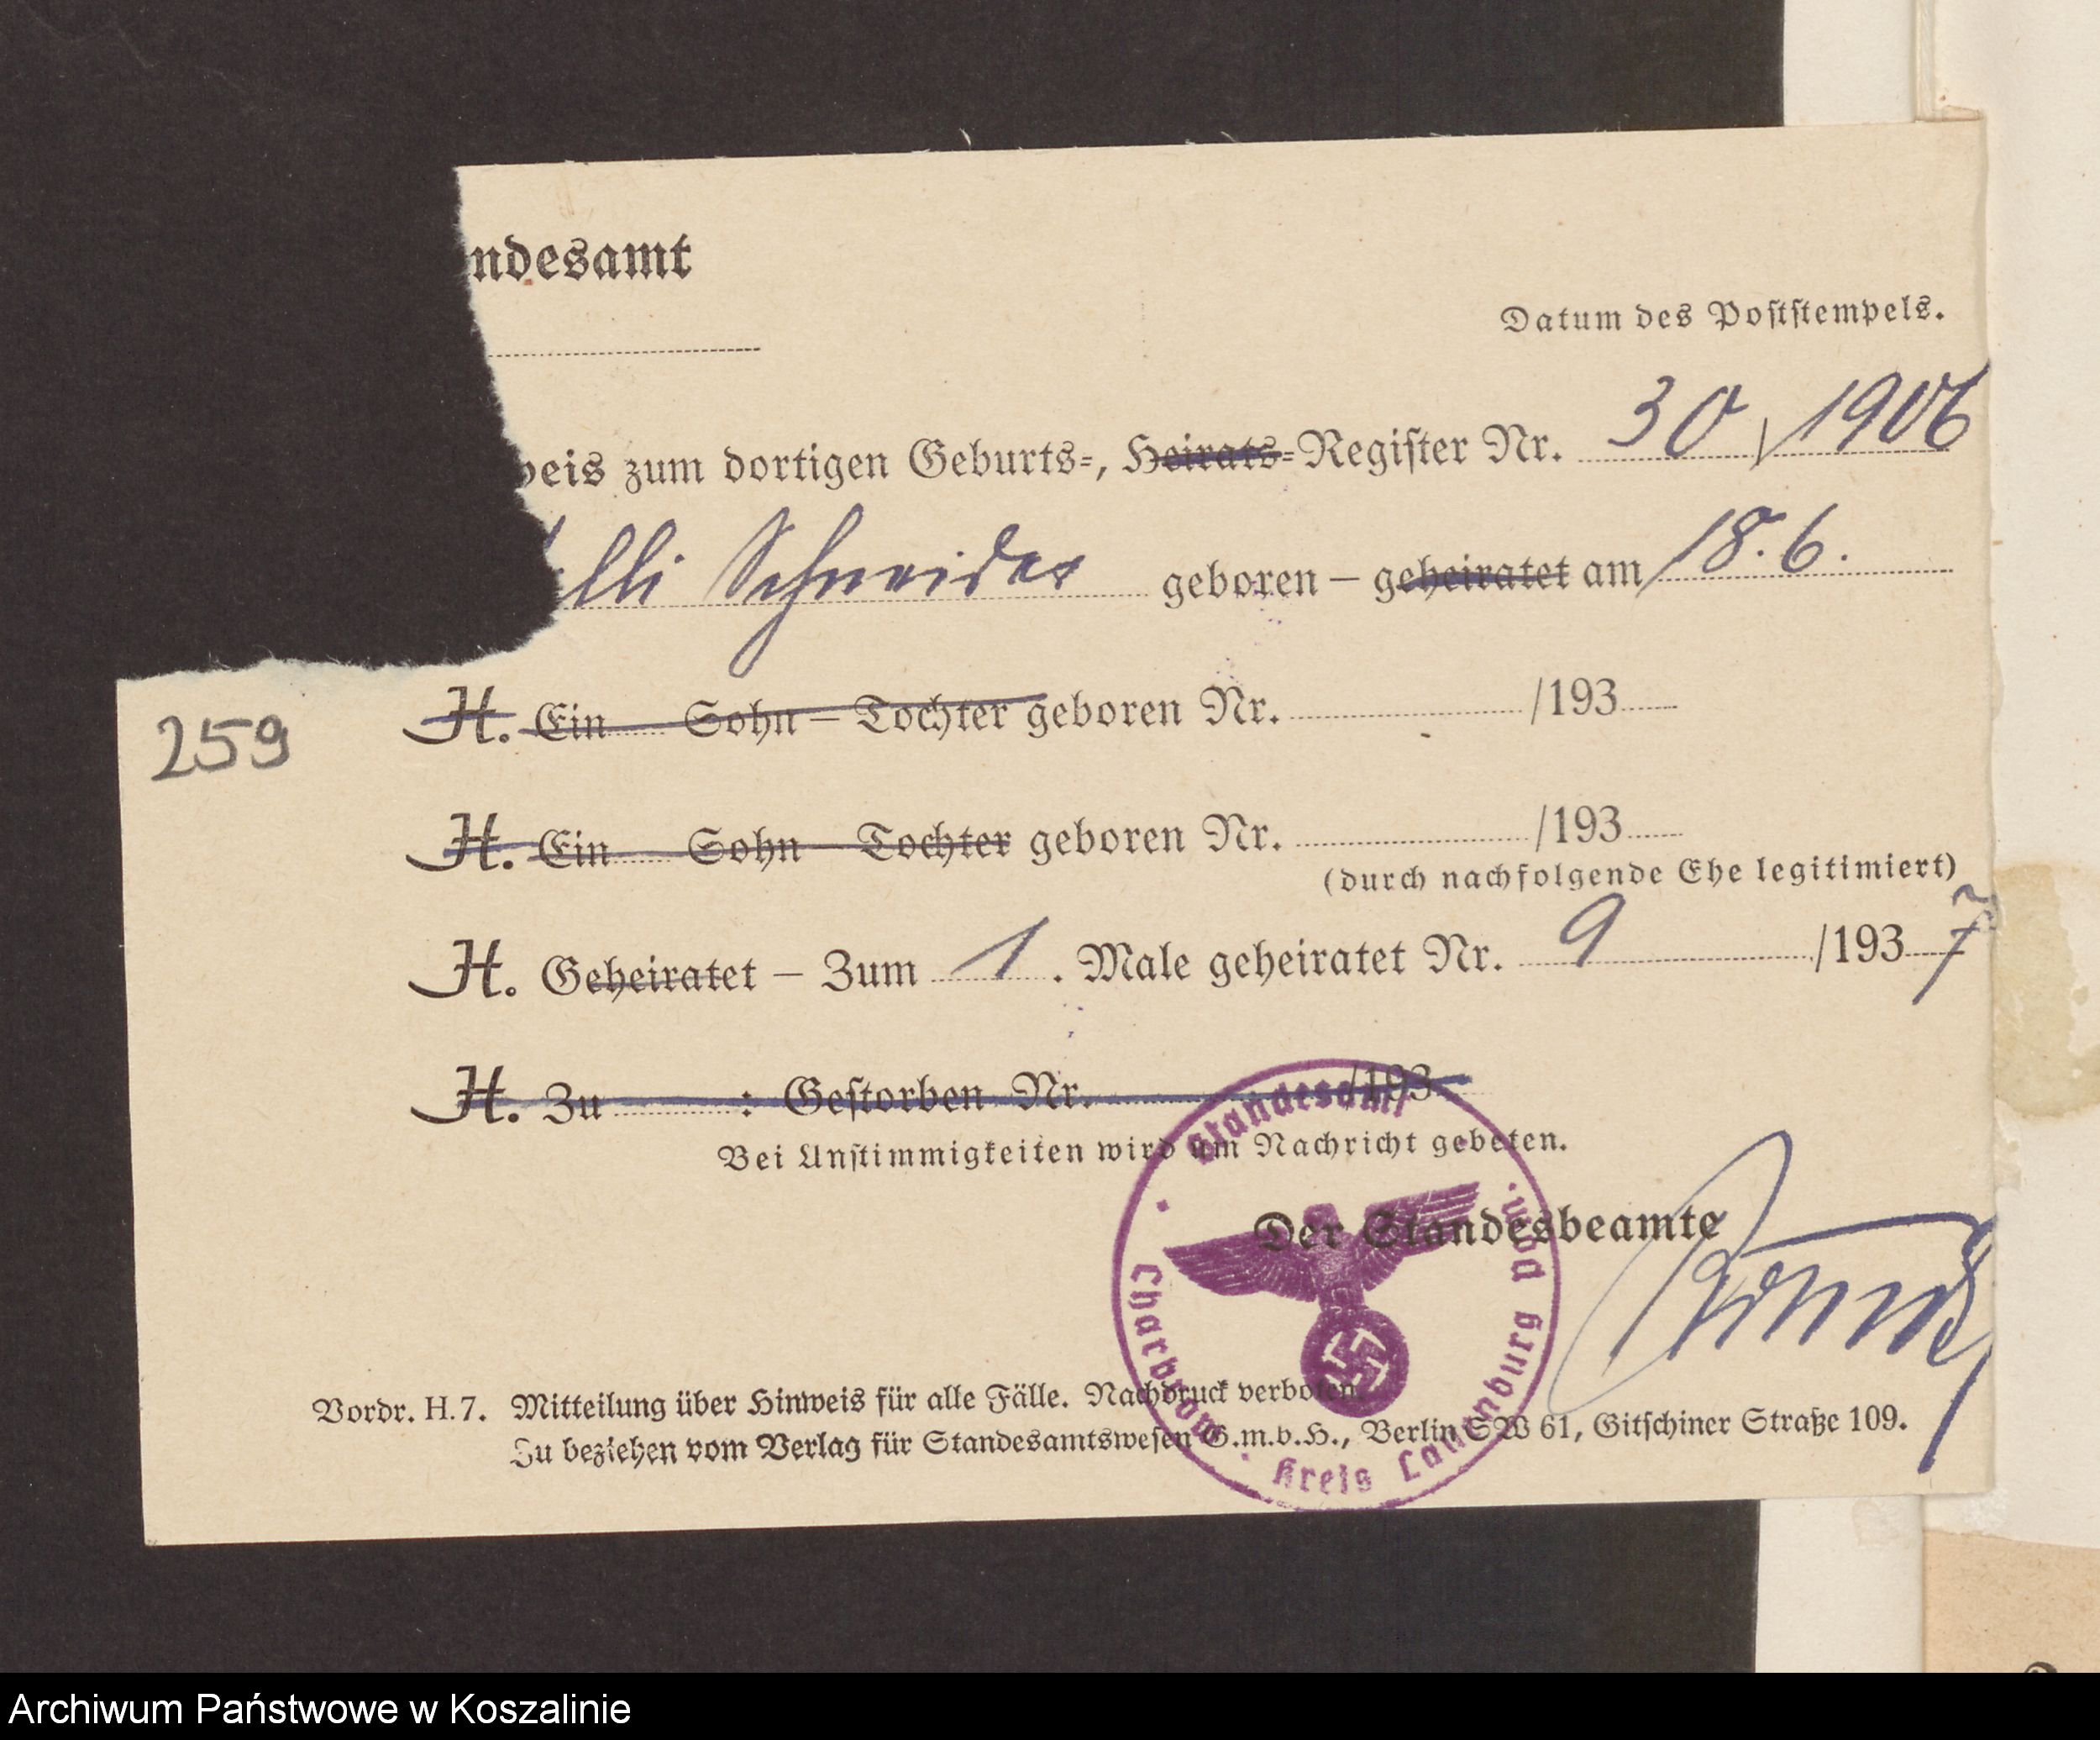 ndesamt
Datum des Poststempels.
weis zum dortigen Geburts-, Heirats-Register Nr. 30/1906
illi Schneider geboren – geheiratet am 18.6.
259
H. Ein Sohn – Tochter geboren Nr. /193
H. Ein Sohn – Tochter geboren Nr. /193
(durch nachfolgende Ehe legitimiert)
H. Geheiratet – Zum 1. Male geheiratet Nr. 9 /1937
H. Zu : Gestorben Nr. /193
Bei Unstimmigkeiten wird um Nachricht gebeten.
Der Standesbeamte
Standesamt
Charbrow
Kreis Lauenburg i. Pom.
Vordr. H. 7. Mitteilung über Hinweis für alle Fälle. Nachdruck verboten.
Zu beziehen vom Verlag für Standesamtswesen G.m.b.H., Berlin SW 61, Gitschiner Straße 109.
Archiwum Państwowe w Koszalinie